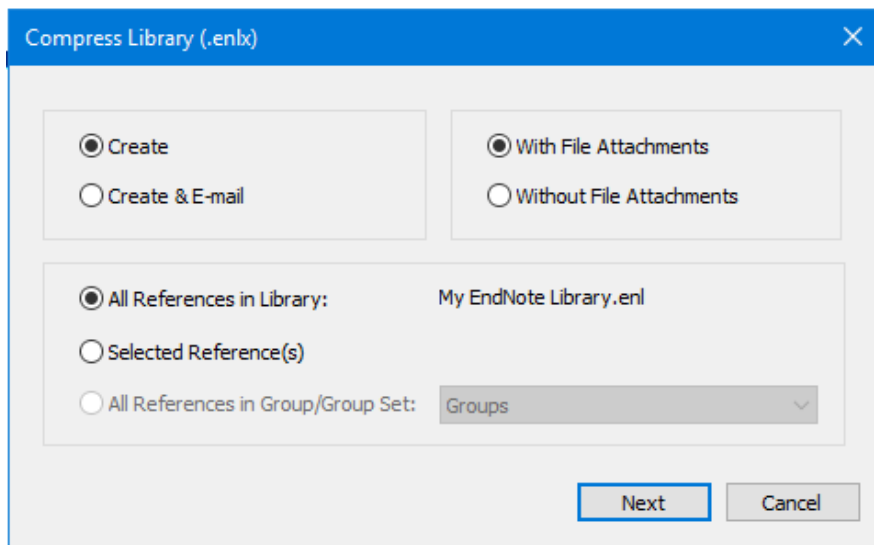 Compress Library (.enlx)
Create
Create & E-mail
With File Attachments
Without File Attachments
All References in Library: My EndNote Library.enl
Selected Reference(s)
All References in Group/Group Set: Groups
Next Cancel